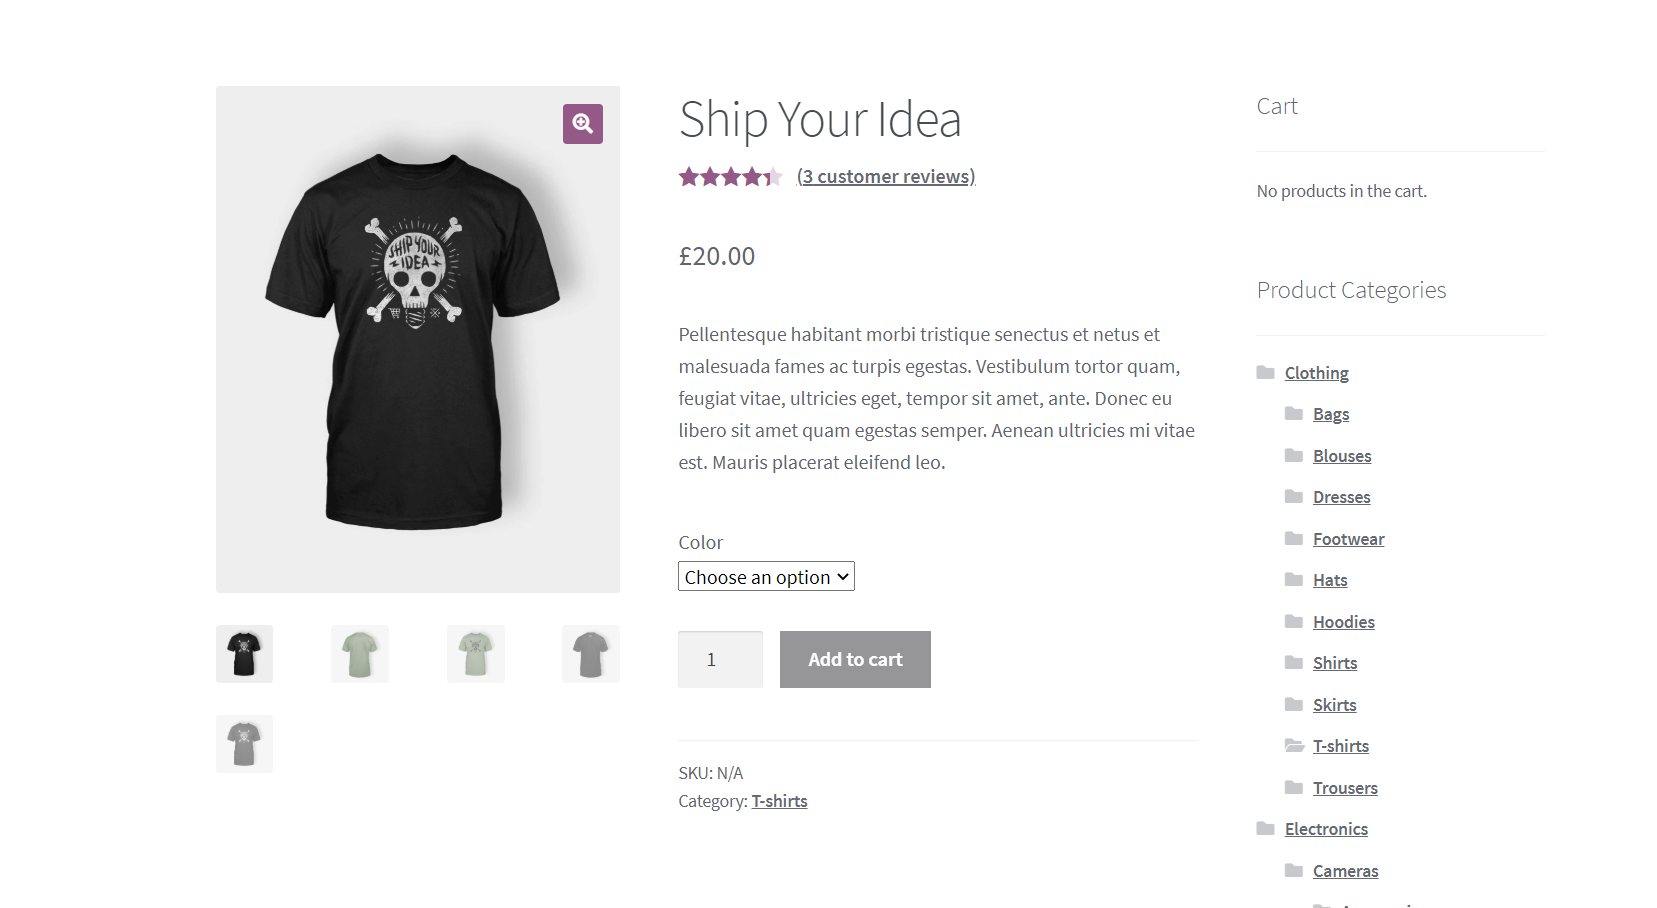 SHIP YOUR
IDEA
Ship Your Idea
(3 customer reviews)
£20.00
Pellentesque habitant morbi tristique senectus et netus et
malesuada fames ac turpis egestas. Vestibulum tortor quam,
feugiat vitae, ultricies eget, tempor sit amet, ante. Donec eu
libero sit amet quam egestas semper. Aenean ultricies mi vitae
est. Mauris placerat eleifend leo.
Color
Choose an option
1
Add to cart
SKU: N/A
Category: T-shirts
Cart
No products in the cart.
Product Categories
Clothing
Bags
Blouses
Dresses
Footwear
Hats
Hoodies
Shirts
Skirts
T-shirts
Trousers
Electronics
Cameras